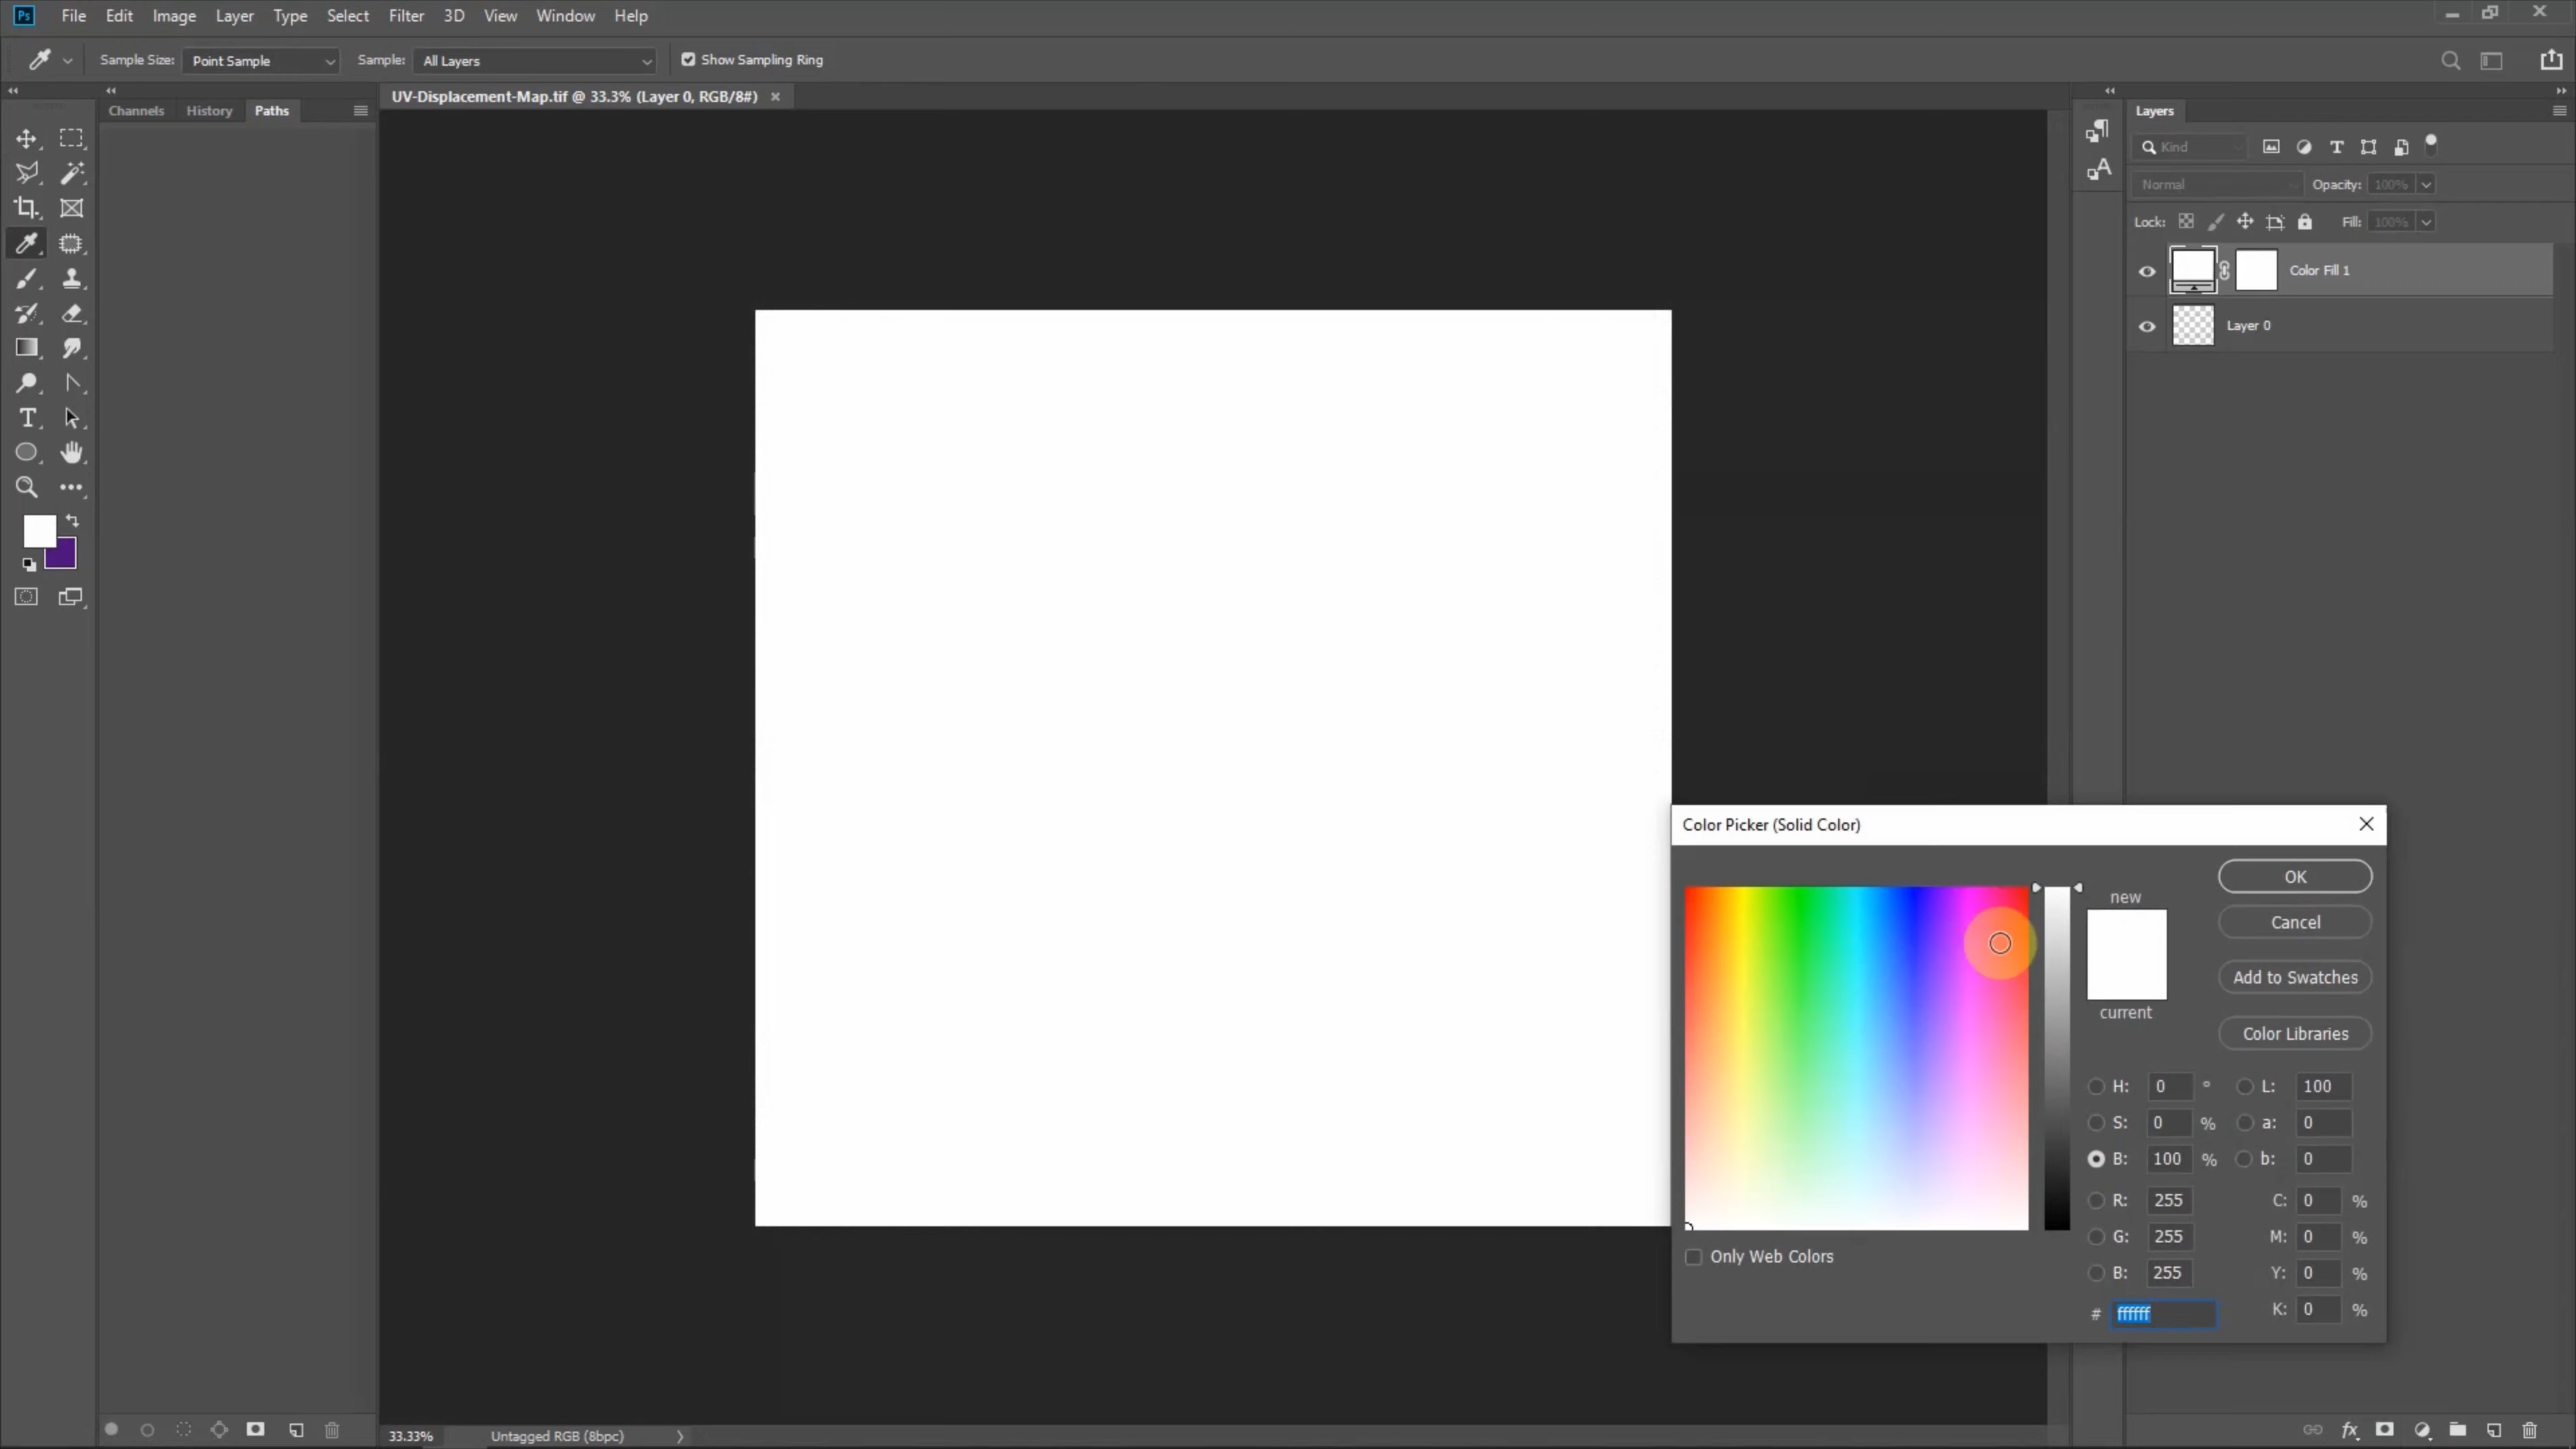 Ps File Edit Image Layer Type Select Filter 3D View Window Help
Sample Size: Point Sample Sample: All Layers Show Sampling Ring
Channels History Paths
UV-Displacement-Map.tif @ 33.3% (Layer 0, RGB/8#)
Layers
Kind
Normal Opacity: 100%
Lock: Fill: 100%
Color Fill 1
Layer 0
Color Picker (Solid Color)
OK
new
Cancel
Add to Swatches
current
Color Libraries
H: 0 ° L: 100
S: 0 % a: 0
B: 100 % b: 0
R: 255 C: 0 %
G: 255 M: 0 %
Only Web Colors
B: 255 Y: 0 %
# ffffff K: 0 %
33.33% Untagged RGB (8bpc)